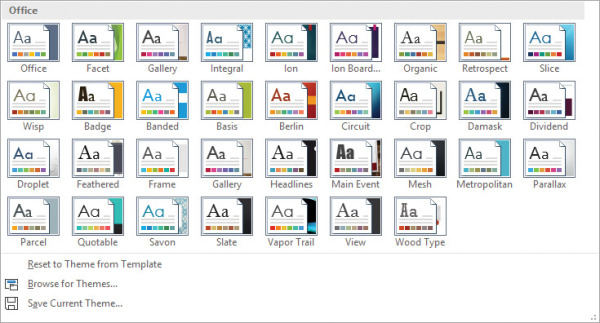 Office
Aa Aa Aa Aa Aa Aa Aa Aa Aa
Office Facet Gallery Integral Ion Ion Board... Organic Retrospect Slice
Aa Aa Aa Aa Aa Aa Aa Aa Aa
Wisp Badge Banded Basis Berlin Circuit Crop Damask Dividend
Aa Aa Aa Aa Aa Aa Aa Aa Aa
Droplet Feathered Frame Gallery Headlines Main Event Mesh Metropolitan Parallax
Aa Aa Aa Aa Aa Aa Aa
Parcel Quotable Savon Slate Vapor Trail View Wood Type
Reset to Theme from Template
Browse for Themes...
Save Current Theme...